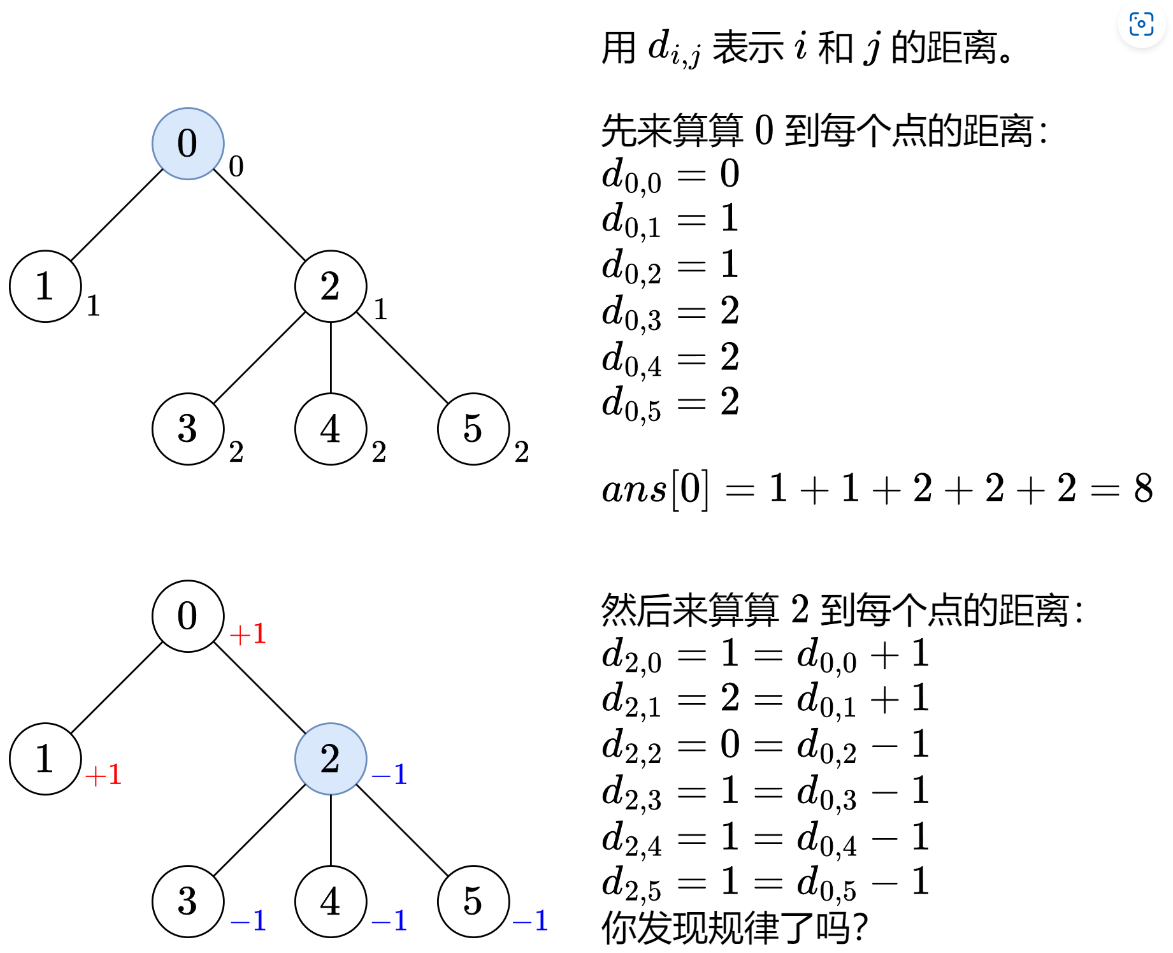 用 d_{i,j} 表示 i 和 j 的距离。
先来算算 0 到每个点的距离：
d_{0,0} = 0
d_{0,1} = 1
d_{0,2} = 1
d_{0,3} = 2
d_{0,4} = 2
d_{0,5} = 2
ans[0] = 1 + 1 + 2 + 2 + 2 = 8
0 0
1 1 2 1
3 2 4 2 5 2
然后来算算 2 到每个点的距离：
d_{2,0} = 1 = d_{0,0} + 1
d_{2,1} = 2 = d_{0,1} + 1
d_{2,2} = 0 = d_{0,2} − 1
d_{2,3} = 1 = d_{0,3} − 1
d_{2,4} = 1 = d_{0,4} − 1
d_{2,5} = 1 = d_{0,5} − 1
你发现规律了吗？
0 +1
1 +1 2 −1
3 −1 4 −1 5 −1